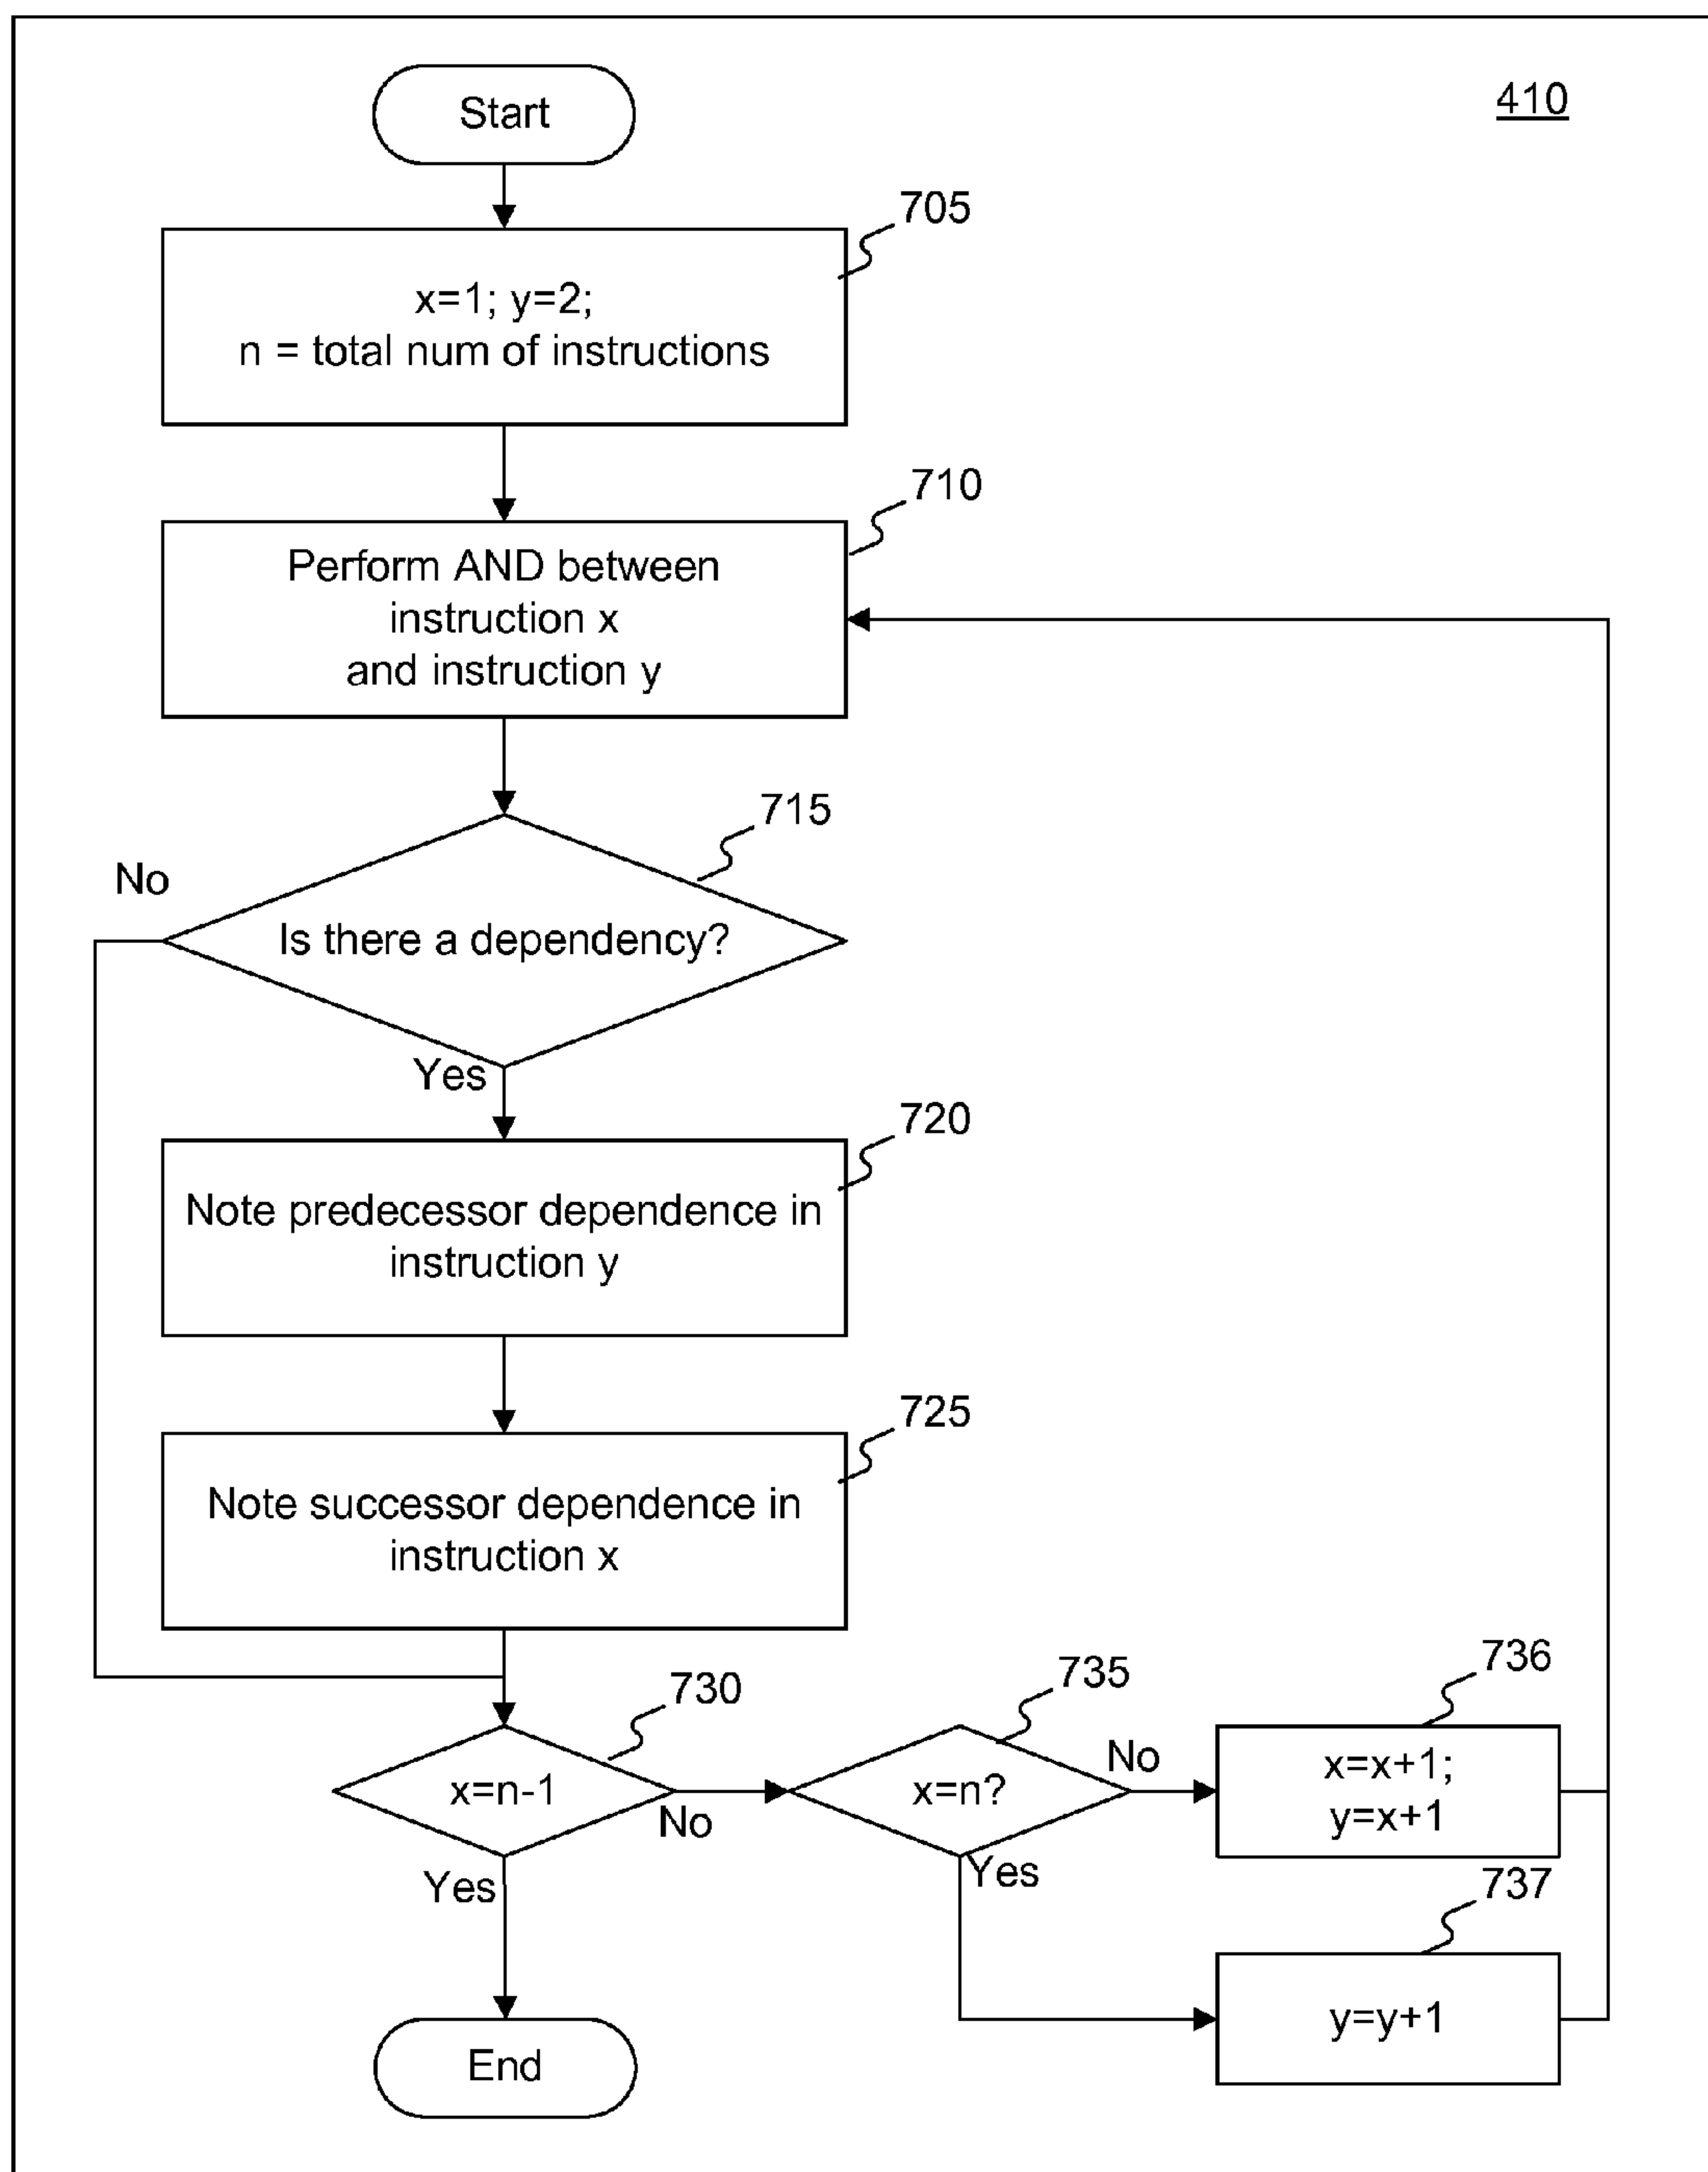 410
Start
705
x=1; y=2;
n = total num of instructions
710
Perform AND between
instruction x
and instruction y
715
No
Is there a dependency?
Yes
720
Note predecessor dependence in
instruction y
725
Note successor dependence in
instruction x
730
x=n-1
No
Yes
735
x=n?
No
Yes
736
x=x+1;
y=x+1
737
y=y+1
End